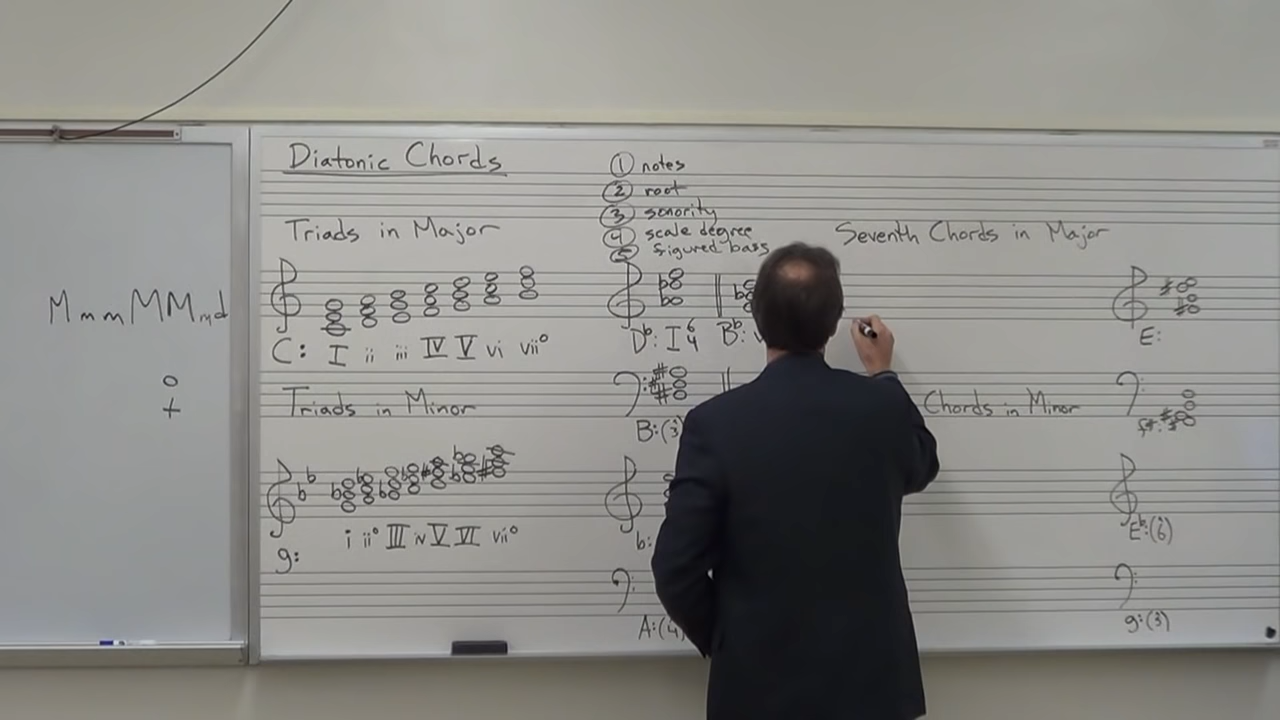 Diatonic Chords
① notes
② root
③ sonority
④ scale degree
⑤ figured bass
Triads in Major
Seventh Chords in Major
M m m M M m d
C: I ii iii IV V vi vii°
D♭: I 6 4
B♭:
E:
o
+
Triads in Minor
B:
Chords in Minor
f#:
g: i ii° III iv V VI vii°
b:
E♭: (6)
A: (4)
g: (3)